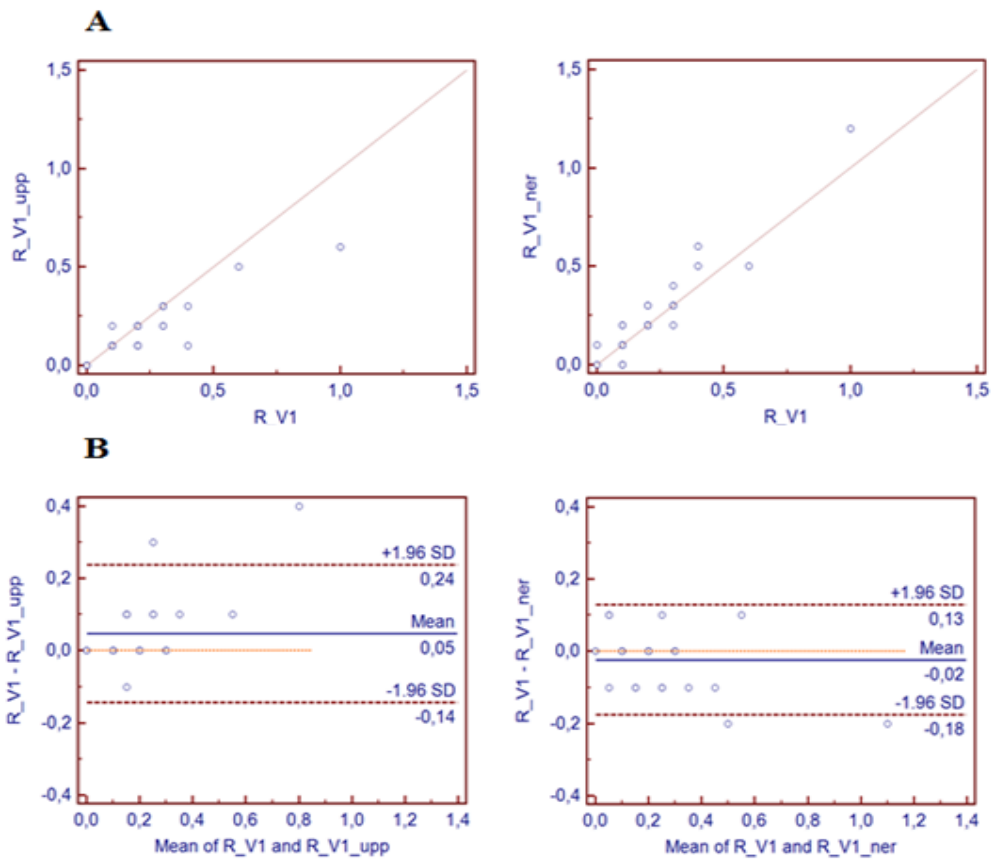 A
1,5
1,0
0,5
0,0
R_V1_upp
0,0 0,5 1,0 1,5
R_V1
1,5
1,0
0,5
0,0
R_V1_ner
0,0 0,5 1,0 1,5
R_V1
B
0,4
0,2
0,0
-0,2
-0,4
R_V1 - R_V1_upp
+1.96 SD
0,24
Mean
0,05
-1.96 SD
-0,14
0,0 0,2 0,4 0,6 0,8 1,0 1,2 1,4
Mean of R_V1 and R_V1_upp
0,4
0,2
0,0
-0,2
-0,4
R_V1 - R_V1_ner
+1.96 SD
0,13
Mean
-0,02
-1.96 SD
-0,18
0,0 0,2 0,4 0,6 0,8 1,0 1,2 1,4
Mean of R_V1 and R_V1_ner